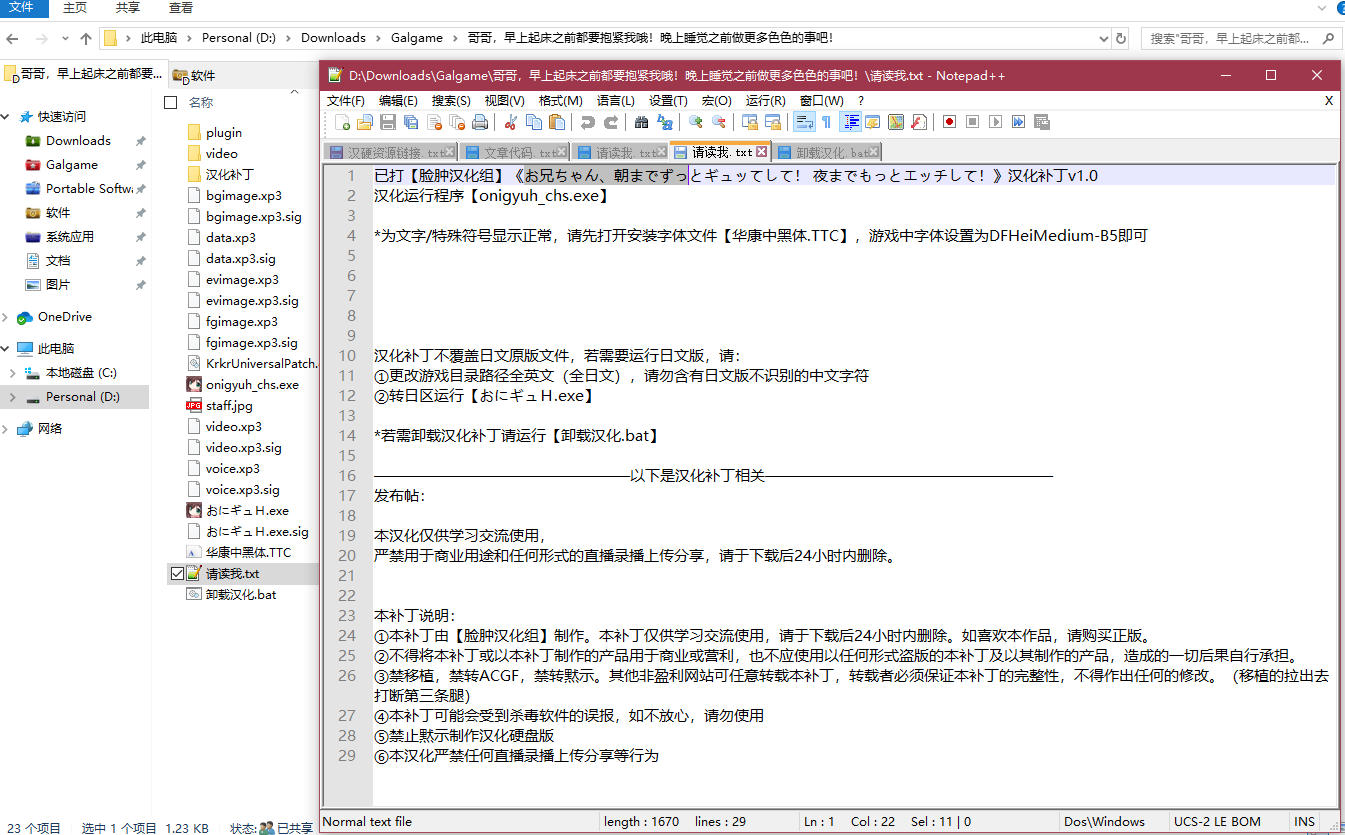 文件 主页 共享 查看
此电脑 Personal (D:) Downloads Galgame 哥哥，早上起床之前都要抱紧我哦！晚上睡觉之前做更多色色的事吧！
搜索"哥哥，早上起床之前都...
哥哥，早上起床之前都要...
软件
快速访问
Downloads
Galgame
Portable Softwa
软件
系统应用
文档
图片
OneDrive
此电脑
本地磁盘 (C:)
Personal (D:)
网络
名称
plugin
video
汉化补丁
bgimage.xp3
bgimage.xp3.sig
data.xp3
data.xp3.sig
evimage.xp3
evimage.xp3.sig
fgimage.xp3
fgimage.xp3.sig
KrkrUniversalPatch.
onigyuh_chs.exe
staff.jpg
video.xp3
video.xp3.sig
voice.xp3
voice.xp3.sig
おにギュＨ.exe
おにギュＨ.exe.sig
华康中黑体.TTC
请读我.txt
卸载汉化.bat
23 个项目 选中 1 个项目 1.23 KB 状态: 已共享
D:\Downloads\Galgame\哥哥，早上起床之前都要抱紧我哦！晚上睡觉之前做更多色色的事吧！\请读我.txt - Notepad++
文件(F) 编辑(E) 搜索(S) 视图(V) 格式(M) 语言(L) 设置(T) 宏(O) 运行(R) 窗口(W) ? X
汉硬资源链接.txt 文章代码.txt 请读我.txt 请读我.txt 卸载汉化.bat
1 已打【脸肿汉化组】《お兄ちゃん、朝までずっとギュッてして！ 夜までもっとエッチして！》汉化补丁v1.0
2 汉化运行程序【onigyuh_chs.exe】
3
4 *为文字/特殊符号显示正常，请先打开安装字体文件【华康中黑体.TTC】，游戏中字体设置为DFHeiMedium-B5即可
5
6
7
8
9
10 汉化补丁不覆盖日文原版文件，若需要运行日文版，请：
11 ①更改游戏目录路径全英文（全日文），请勿含有日文版不识别的中文字符
12 ②转日区运行【おにギュＨ.exe】
13
14 *若需卸载汉化补丁请运行【卸载汉化.bat】
15
16 ————————————————以下是汉化补丁相关——————————————————
17 发布帖：
18
19 本汉化仅供学习交流使用，
20 严禁用于商业用途和任何形式的直播录播上传分享，请于下载后24小时内删除。
21
22
23 本补丁说明：
24 ①本补丁由【脸肿汉化组】制作。本补丁仅供学习交流使用，请于下载后24小时内删除。如喜欢本作品，请购买正版。
25 ②不得将本补丁或以本补丁制作的产品用于商业或营利，也不应使用以任何形式盗版的本补丁及以其制作的产品，造成的一切后果自行承担。
26 ③禁移植，禁转ACGF，禁转黙示。其他非盈利网站可任意转载本补丁，转载者必须保证本补丁的完整性，不得作出任何的修改。（移植的拉出去
打断第三条腿）
27 ④本补丁可能会受到杀毒软件的误报，如不放心，请勿使用
28 ⑤禁止黙示制作汉化硬盘版
29 ⑥本汉化严禁任何直播录播上传分享等行为
Normal text file length : 1670 lines : 29 Ln : 1 Col : 22 Sel : 11 | 0 Dos\Windows UCS-2 LE BOM INS